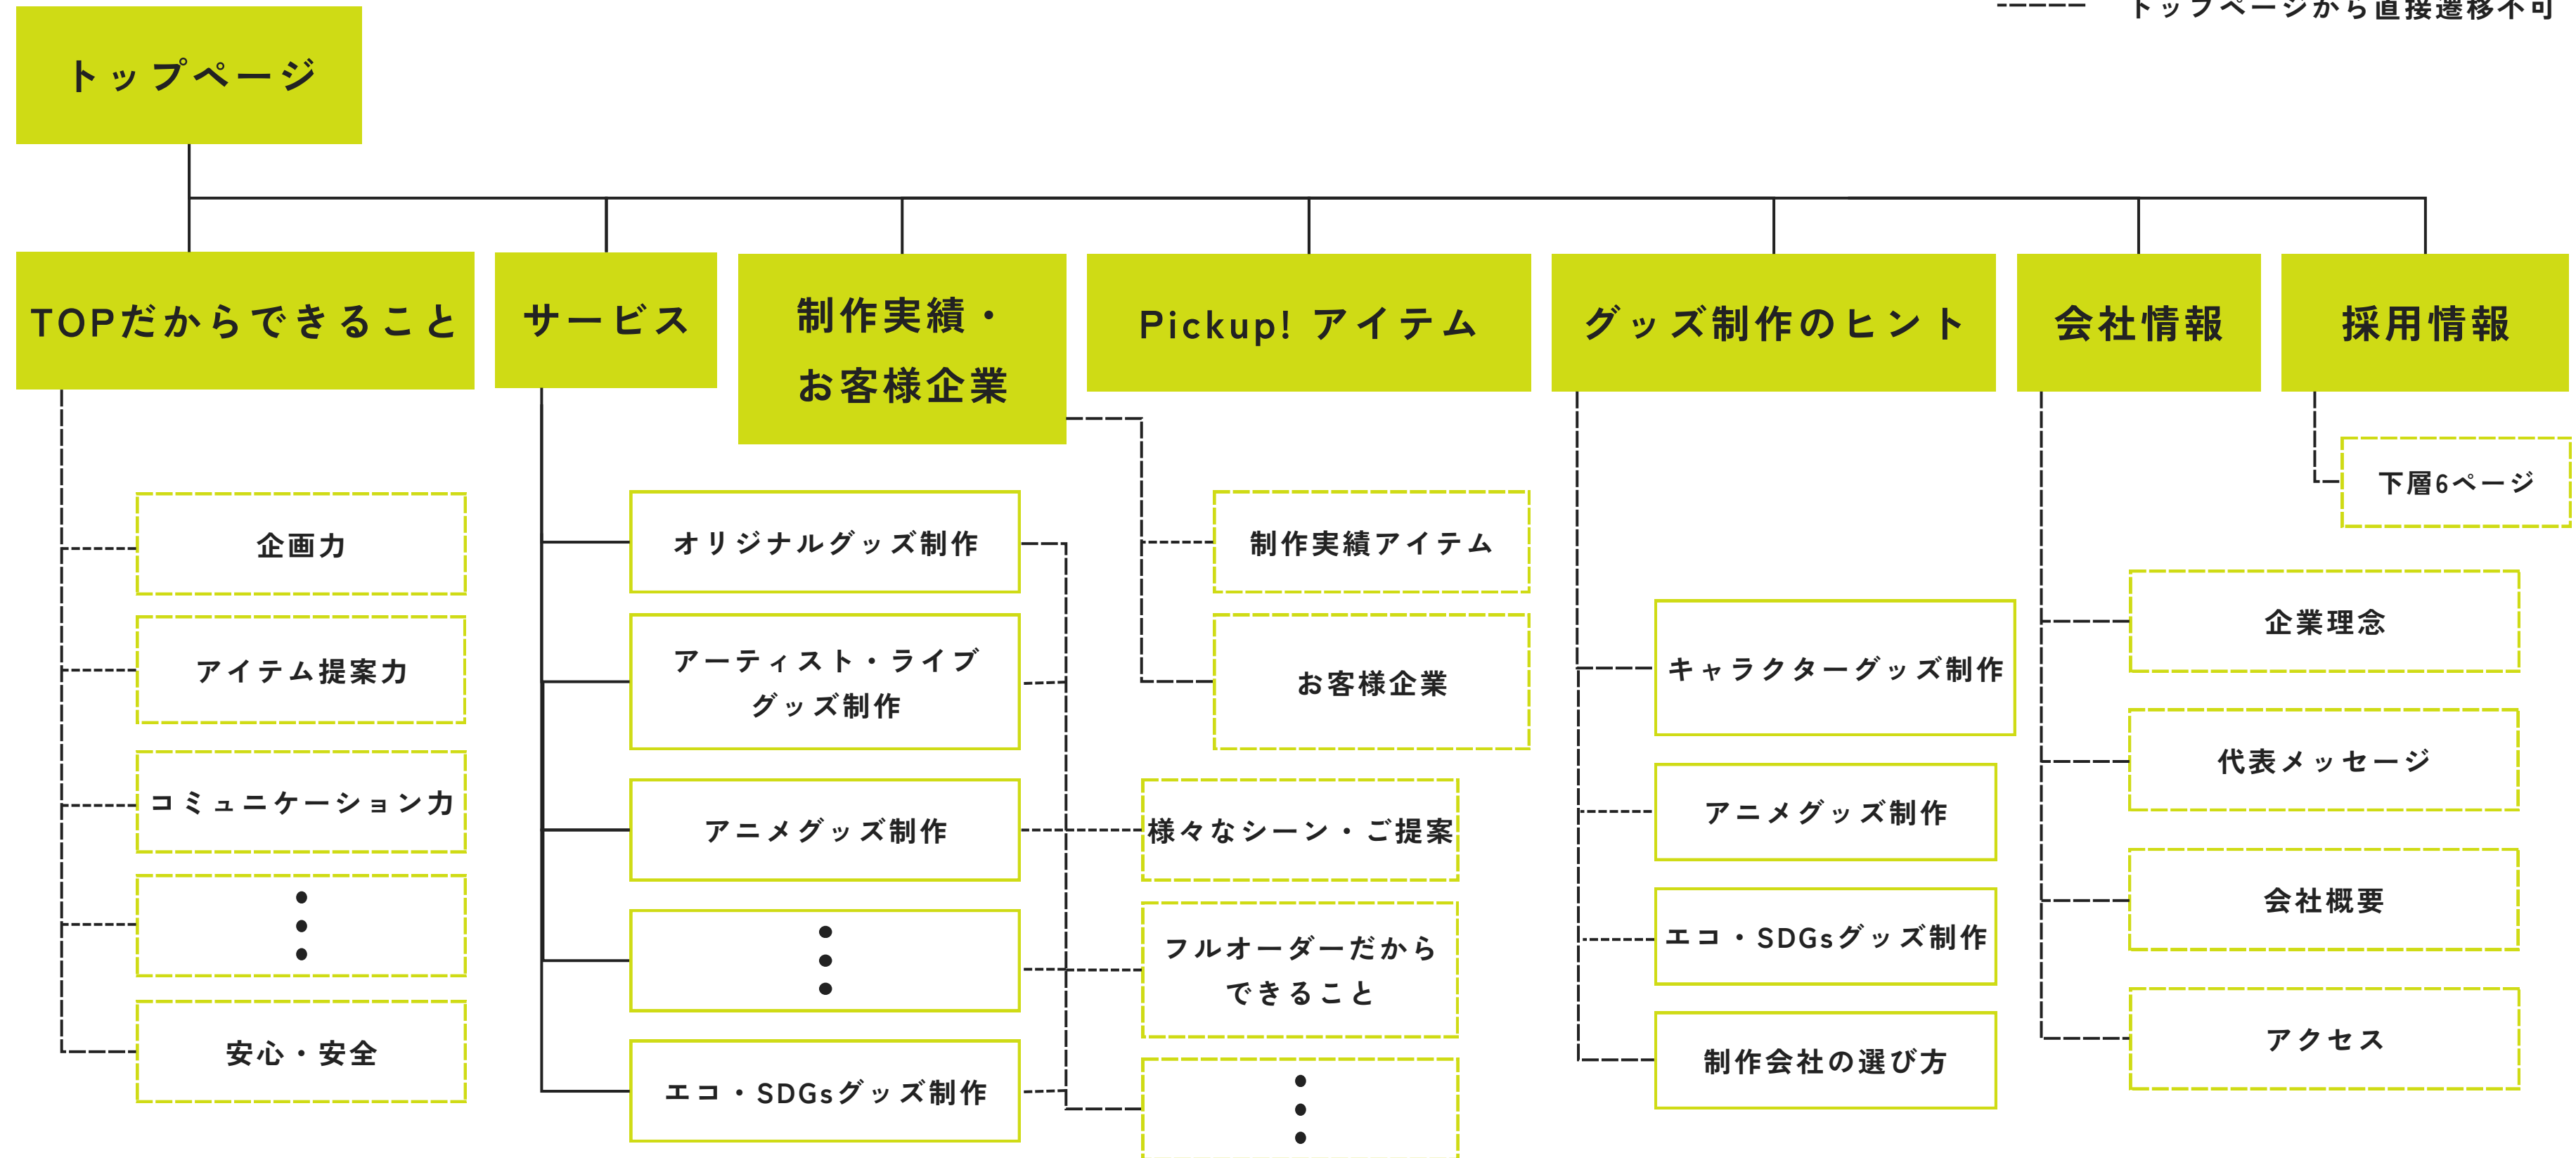 トップページから直接遷移不可
トップページ
TOPだからできること
サービス
制作実績・
お客様企業
Pickup! アイテム
グッズ制作のヒント
会社情報
採用情報
企画力
アイテム提案力
コミュニケーション力
安心・安全
オリジナルグッズ制作
アーティスト・ライブ
グッズ制作
アニメグッズ制作
エコ・SDGsグッズ制作
制作実績アイテム
お客様企業
様々なシーン・ご提案
フルオーダーだから
できること
キャラクターグッズ制作
アニメグッズ制作
エコ・SDGsグッズ制作
制作会社の選び方
企業理念
代表メッセージ
会社概要
アクセス
下層6ページ